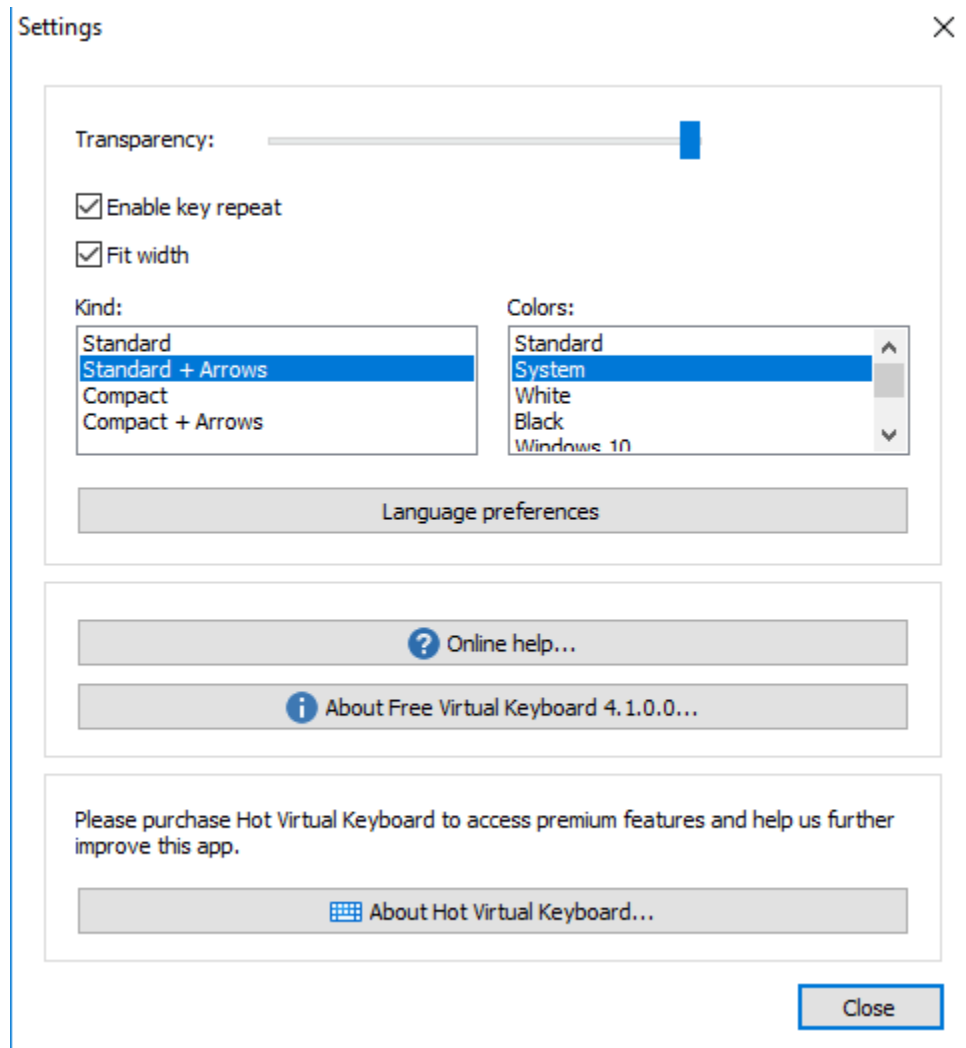 Settings
Transparency:
Enable key repeat
Fit width
Kind:
Standard
Standard + Arrows
Compact
Compact + Arrows
Colors:
Standard
System
White
Black
Windows 10
Language preferences
Online help...
About Free Virtual Keyboard 4.1.0.0...
Please purchase Hot Virtual Keyboard to access premium features and help us further
improve this app.
About Hot Virtual Keyboard...
Close